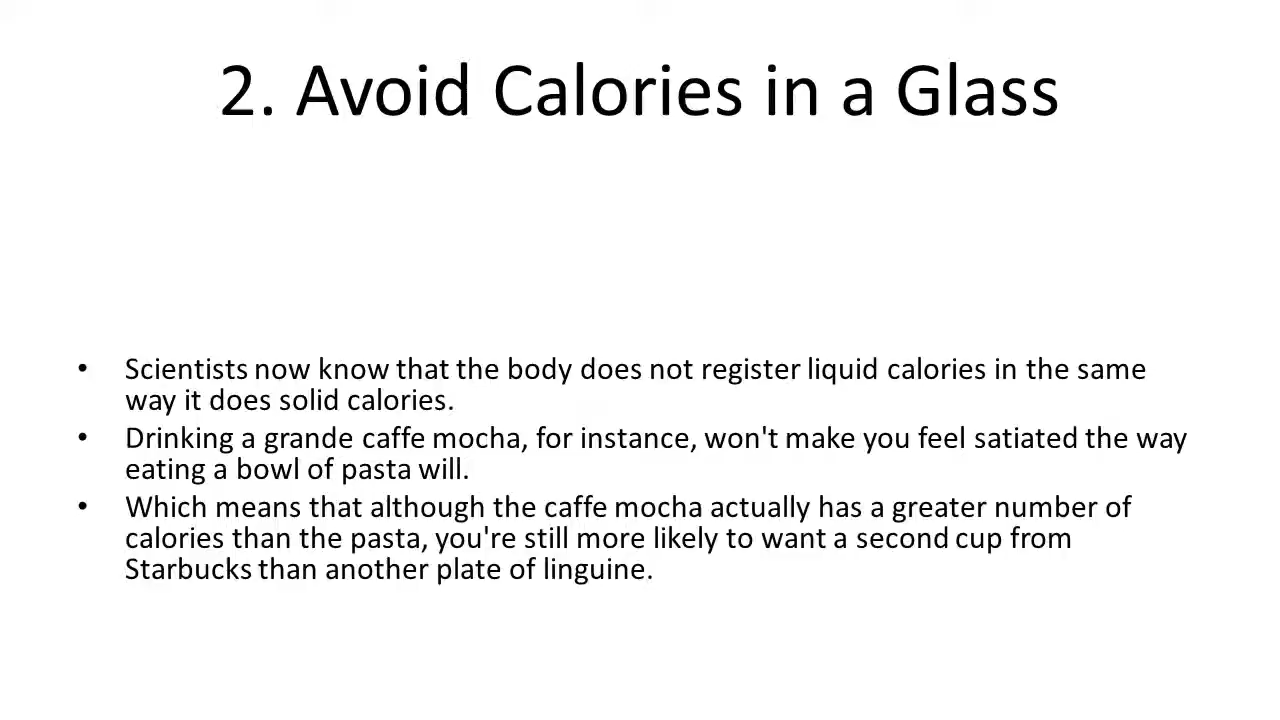 2. Avoid Calories in a Glass
• Scientists now know that the body does not register liquid calories in the same
way it does solid calories.
• Drinking a grande caffe mocha, for instance, won't make you feel satiated the way
eating a bowl of pasta will.
• Which means that although the caffe mocha actually has a greater number of
calories than the pasta, you're still more likely to want a second cup from
Starbucks than another plate of linguine.